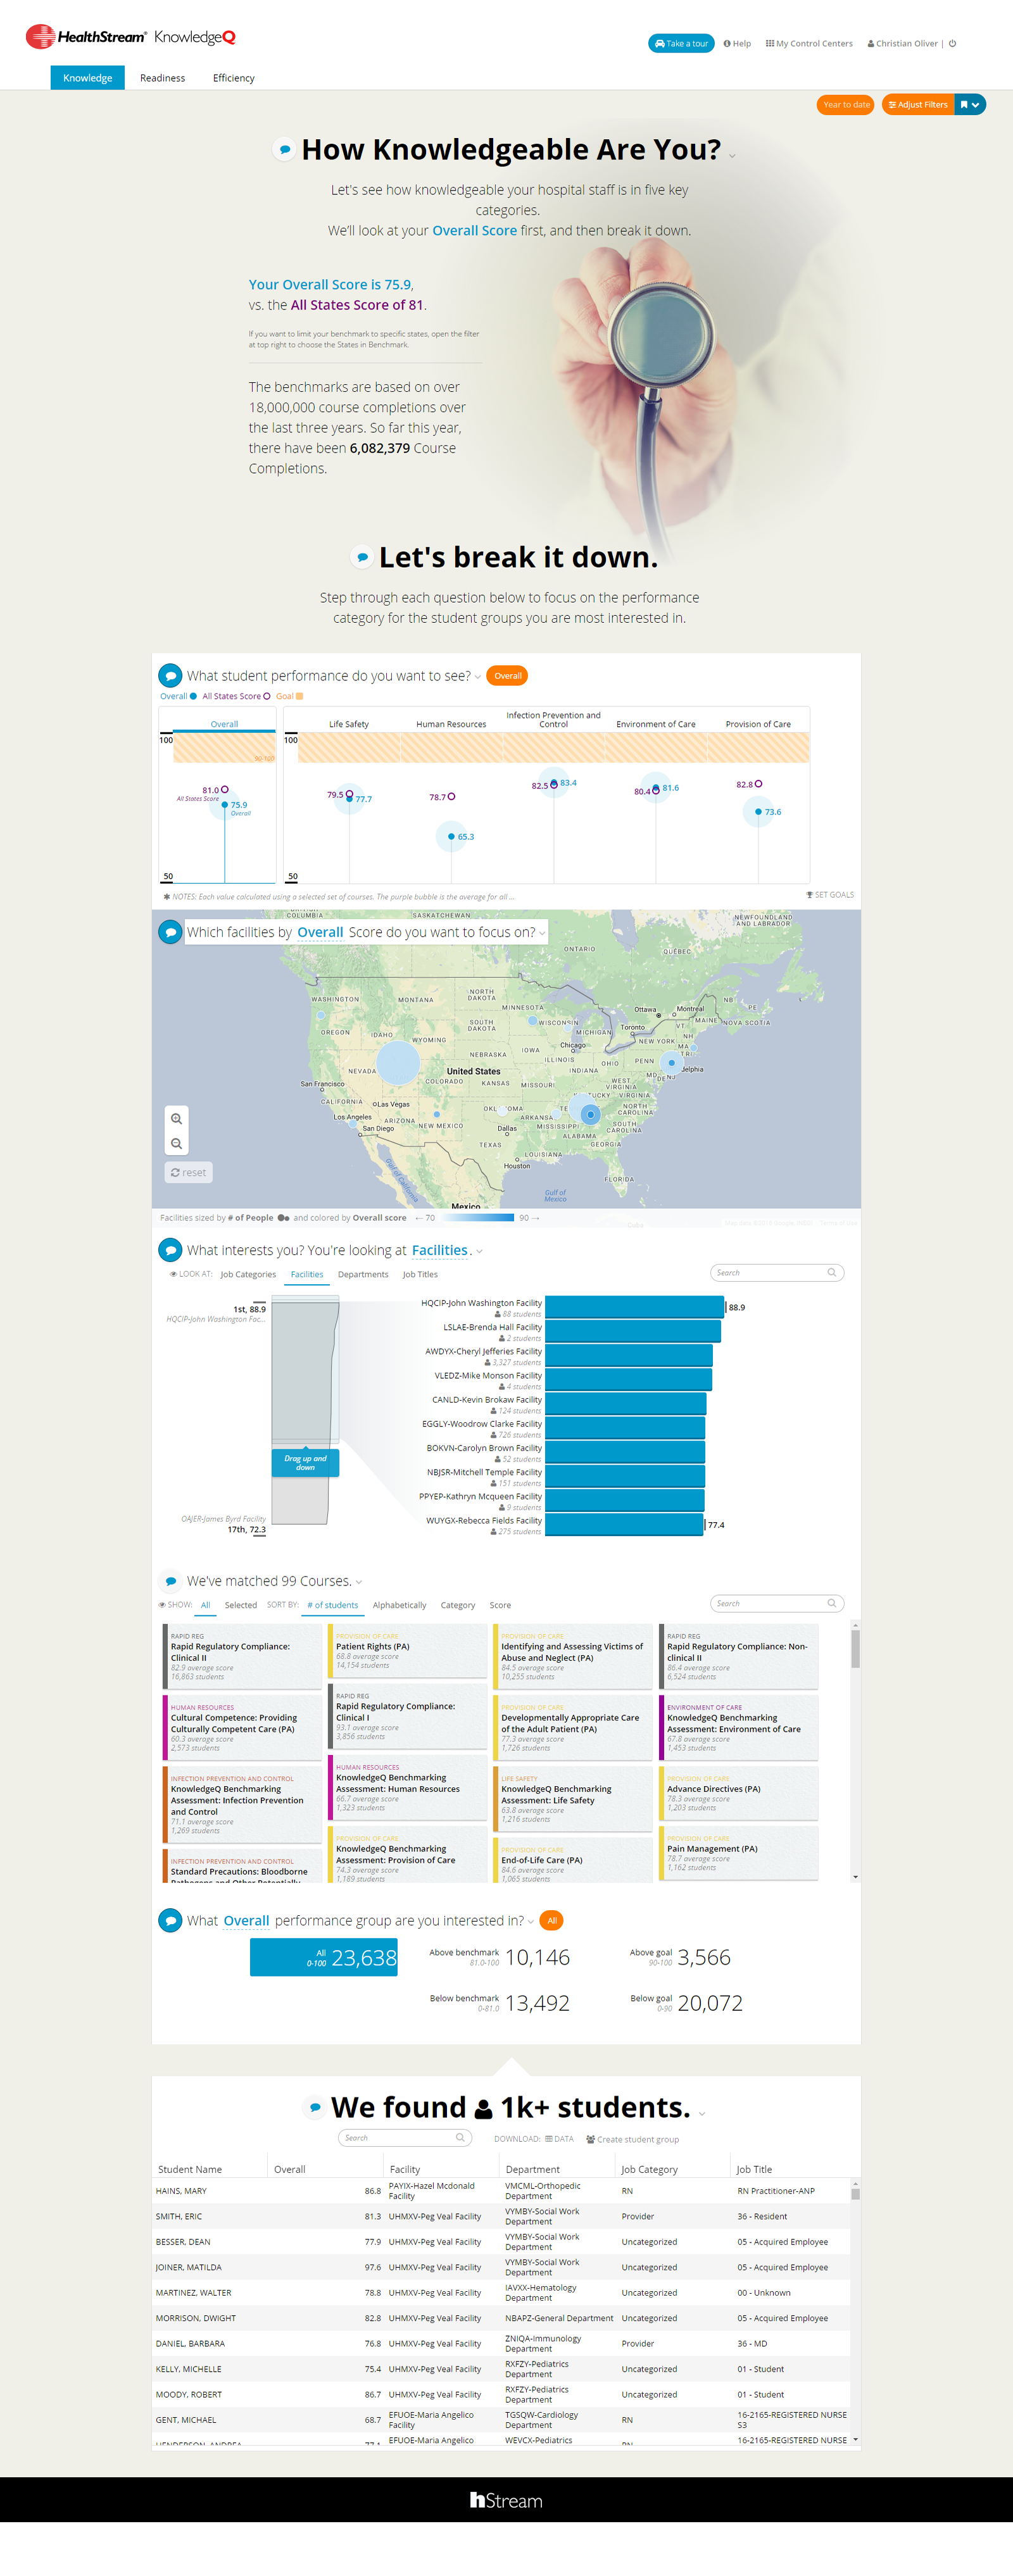 HealthStream® KnowledgeQ
Take a tour
Help
My Control Centers
Christian Oliver |
Knowledge
Readiness
Efficiency
Year to date
Adjust Filters
How Knowledgeable Are You?
Let's see how knowledgeable your hospital staff is in five key
categories.
We'll look at your Overall Score first, and then break it down.
Your Overall Score is 75.9,
vs. the All States Score of 81.
If you want to limit your benchmark to specific states, open the filter
at top right to choose the States in Benchmark.
The benchmarks are based on over
18,000,000 course completions over
the last three years. So far this year,
there have been 6,082,379 Course
Completions.
Let's break it down.
Step through each question below to focus on the performance
category for the student groups you are most interested in.
What student performance do you want to see?
Overall
Overall
All States Score
Goal
Overall
Life Safety
Human Resources
Infection Prevention and
Control
Environment of Care
Provision of Care
100
90-100
100
81.0
All States Score
75.9
Overall
79.5
77.7
78.7
65.3
82.5
83.4
80.4
81.6
82.8
73.6
50
50
✱ NOTES: Each value calculated using a selected set of courses. The purple bubble is the average for all ...
SET GOALS
Which facilities by Overall Score do you want to focus on?
COLUMBIA
SASKATCHEWAN
NEWFOUNDLAND
AND LABRADOR
ONTARIO
QUEBEC
WASHINGTON
MONTANA
NORTH
DAKOTA
MINNESOTA
Ottawa
Montreal
NB
PE
NOVA SCOTIA
OREGON
IDAHO
WYOMING
SOUTH
DAKOTA
WISCONSIN
MICHIGAN
Toronto
VT
NH
MAINE
NEW YORK
MA
Chicago
IOWA
NEBRASKA
ILLINOIS
INDIANA
OHIO
PENN
NEVADA
United States
COLORADO
KANSAS
MISSOURI
WEST
VIRGINIA
VIRGINIA
MD
San Francisco
CALIFORNIA
Las Vegas
Los Angeles
San Diego
ARIZONA
NEW MEXICO
OKLAHOMA
ARKANSAS
NORTH
CAROLINA
SOUTH
CAROLINA
Dallas
MISSISSIPPI
ALABAMA
GEORGIA
TEXAS
LOUISIANA
Houston
FLORIDA
Gulf of California
Gulf of
Mexico
Mexico
reset
Facilities sized by # of People and colored by Overall score ← 70 90 →
What interests you? You're looking at Facilities.
LOOK AT: Job Categories Facilities Departments Job Titles
Search
1st, 88.9
HQCIP-John Washington Fac...
Drag up and
down
OAJER-James Byrd Facility
17th, 72.3
HQCIP-John Washington Facility
88 students
88.9
LSLAE-Brenda Hall Facility
2 students
AWDYX-Cheryl Jefferies Facility
3,327 students
VLEDZ-Mike Monson Facility
4 students
CANLD-Kevin Brokaw Facility
124 students
EGGLY-Woodrow Clarke Facility
726 students
BOKVN-Carolyn Brown Facility
52 students
NBJSR-Mitchell Temple Facility
151 students
PPYEP-Kathryn Mcqueen Facility
9 students
WUYGX-Rebecca Fields Facility
275 students
77.4
We've matched 99 Courses.
SHOW: All Selected SORT BY: # of students Alphabetically Category Score
Search
RAPID REG
Rapid Regulatory Compliance:
Clinical II
82.9 average score
16,863 students
PROVISION OF CARE
Patient Rights (PA)
68.8 average score
14,154 students
PROVISION OF CARE
Identifying and Assessing Victims of
Abuse and Neglect (PA)
84.5 average score
10,255 students
RAPID REG
Rapid Regulatory Compliance: Non-
clinical II
86.4 average score
6,524 students
RAPID REG
Rapid Regulatory Compliance:
Clinical I
93.1 average score
3,856 students
HUMAN RESOURCES
Cultural Competence: Providing
Culturally Competent Care (PA)
60.3 average score
2,573 students
PROVISION OF CARE
Developmentally Appropriate Care
of the Adult Patient (PA)
77.3 average score
1,726 students
ENVIRONMENT OF CARE
KnowledgeQ Benchmarking
Assessment: Environment of Care
67.8 average score
1,453 students
HUMAN RESOURCES
KnowledgeQ Benchmarking
Assessment: Human Resources
66.7 average score
1,323 students
INFECTION PREVENTION AND CONTROL
KnowledgeQ Benchmarking
Assessment: Infection Prevention
and Control
71.1 average score
1,269 students
LIFE SAFETY
KnowledgeQ Benchmarking
Assessment: Life Safety
63.8 average score
1,216 students
PROVISION OF CARE
Advance Directives (PA)
78.3 average score
1,203 students
PROVISION OF CARE
KnowledgeQ Benchmarking
Assessment: Provision of Care
74.3 average score
1,189 students
PROVISION OF CARE
Pain Management (PA)
78.7 average score
1,162 students
PROVISION OF CARE
End-of-Life Care (PA)
84.6 average score
1,065 students
INFECTION PREVENTION AND CONTROL
Standard Precautions: Bloodborne
Pathogens and Other Potentially
What Overall performance group are you interested in?
All
All
0-100
23,638
Above benchmark
81.0-100
10,146
Above goal
90-100
3,566
Below benchmark
0-81.0
13,492
Below goal
0-90
20,072
We found 1k+ students.
Search
DOWNLOAD: DATA
Create student group
Student Name Overall Facility Department Job Category Job Title
HAINS, MARY 86.8 PAYIX-Hazel Mcdonald Facility VMCML-Orthopedic Department RN RN Practitioner-ANP
SMITH, ERIC 81.3 UHMXV-Peg Veal Facility VYMBY-Social Work Department Provider 36 - Resident
BESSER, DEAN 77.9 UHMXV-Peg Veal Facility VYMBY-Social Work Department Uncategorized 05 - Acquired Employee
JOINER, MATILDA 97.6 UHMXV-Peg Veal Facility VYMBY-Social Work Department Uncategorized 05 - Acquired Employee
MARTINEZ, WALTER 78.8 UHMXV-Peg Veal Facility IAVXX-Hematology Department Uncategorized 00 - Unknown
MORRISON, DWIGHT 82.8 UHMXV-Peg Veal Facility NBAPZ-General Department Uncategorized 05 - Acquired Employee
DANIEL, BARBARA 76.8 UHMXV-Peg Veal Facility ZNIQA-Immunology Department Provider 36 - MD
KELLY, MICHELLE 75.4 UHMXV-Peg Veal Facility RXFZY-Pediatrics Department Uncategorized 01 - Student
MOODY, ROBERT 86.7 UHMXV-Peg Veal Facility RXFZY-Pediatrics Department Uncategorized 01 - Student
GENT, MICHAEL 68.7 EFUOE-Maria Angelico Facility TGSQW-Cardiology Department RN 16-2165-REGISTERED NURSE S3
HENDERSON, ANDREA 77.1 EFUOE-Maria Angelico WEVCX-Pediatrics RN 16-2165-REGISTERED NURSE
hStream